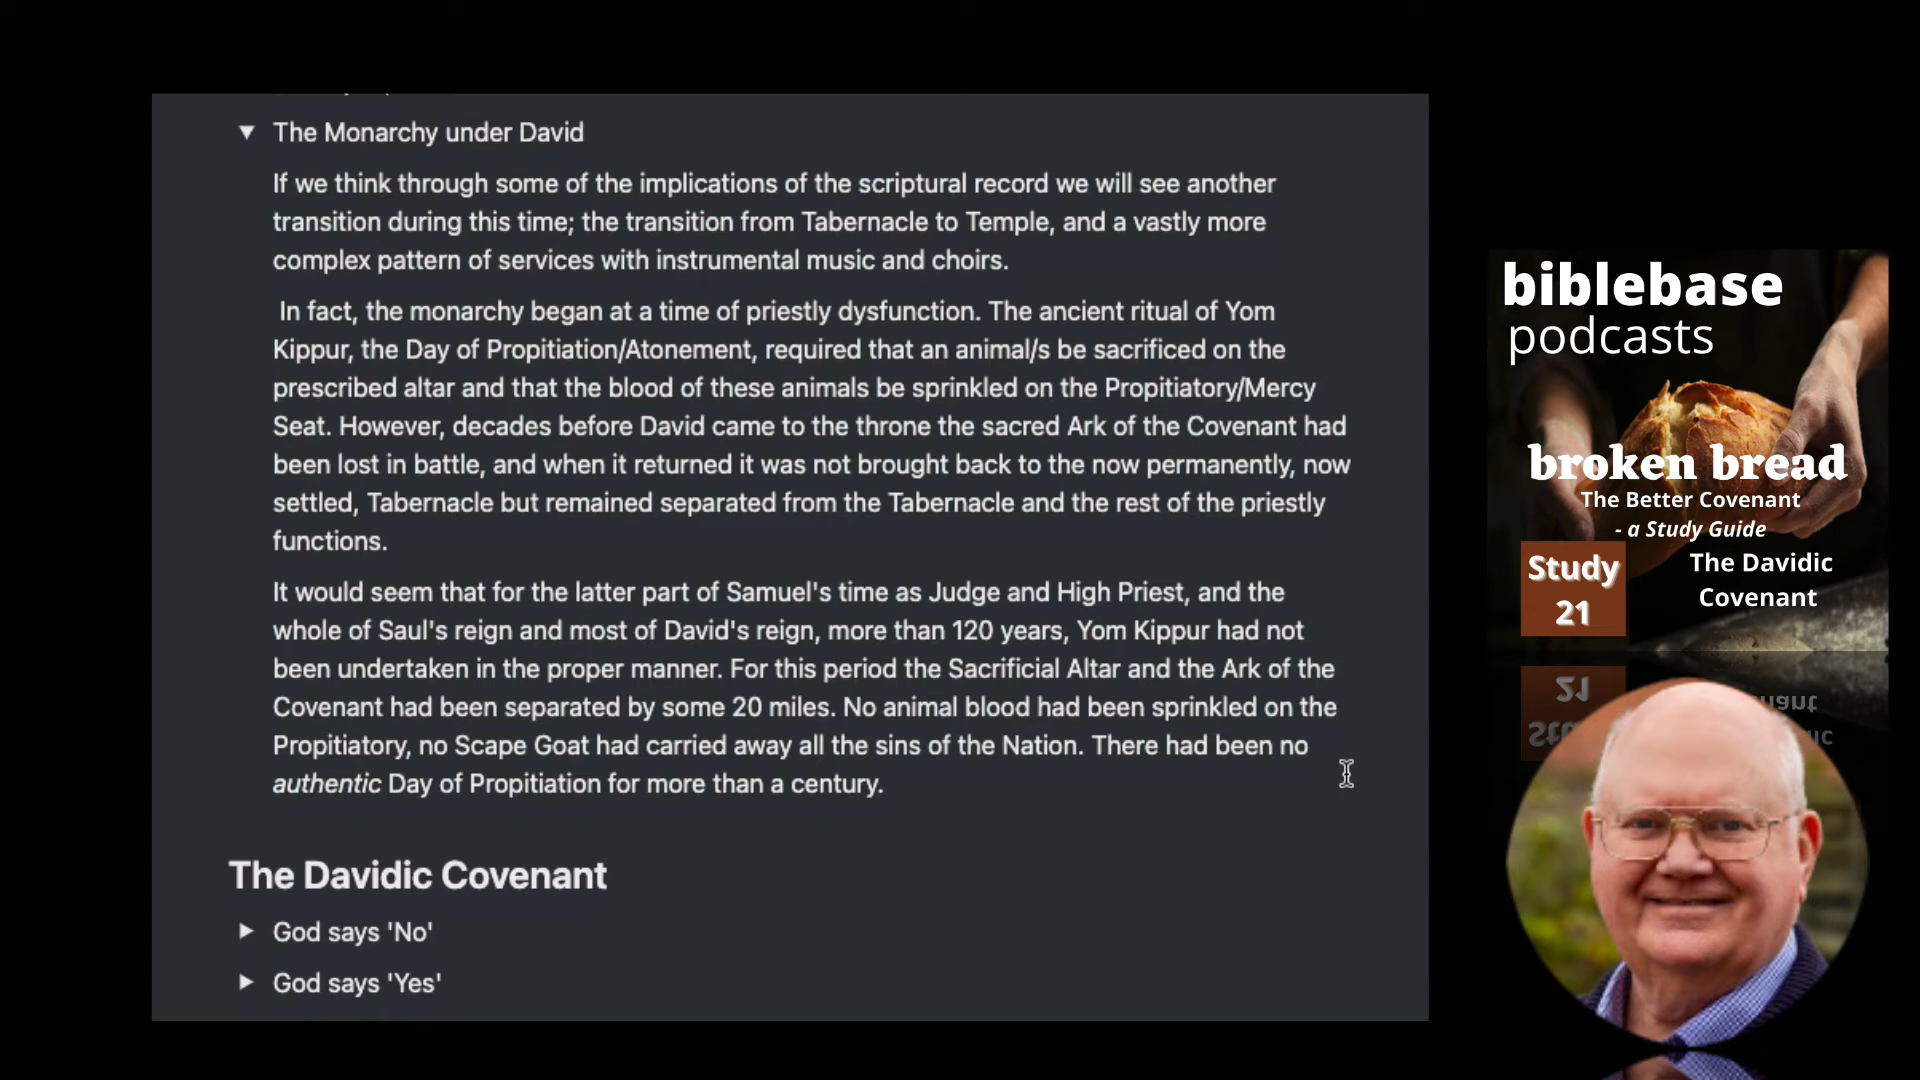 The Monarchy under David
If we think through some of the implications of the scriptural record we will see another
transition during this time; the transition from Tabernacle to Temple, and a vastly more
complex pattern of services with instrumental music and choirs.
In fact, the monarchy began at a time of priestly dysfunction. The ancient ritual of Yom
Kippur, the Day of Propitiation/Atonement, required that an animal/s be sacrificed on the
prescribed altar and that the blood of these animals be sprinkled on the Propitiatory/Mercy
Seat. However, decades before David came to the throne the sacred Ark of the Covenant had
been lost in battle, and when it returned it was not brought back to the now permanently, now
settled, Tabernacle but remained separated from the Tabernacle and the rest of the priestly
functions.
It would seem that for the latter part of Samuel's time as Judge and High Priest, and the
whole of Saul's reign and most of David's reign, more than 120 years, Yom Kippur had not
been undertaken in the proper manner. For this period the Sacrificial Altar and the Ark of the
Covenant had been separated by some 20 miles. No animal blood had been sprinkled on the
Propitiatory, no Scape Goat had carried away all the sins of the Nation. There had been no
authentic Day of Propitiation for more than a century.
The Davidic Covenant
God says 'No'
God says 'Yes'
biblebase
podcasts
broken bread
The Better Covenant
- a Study Guide
Study
21
The Davidic
Covenant